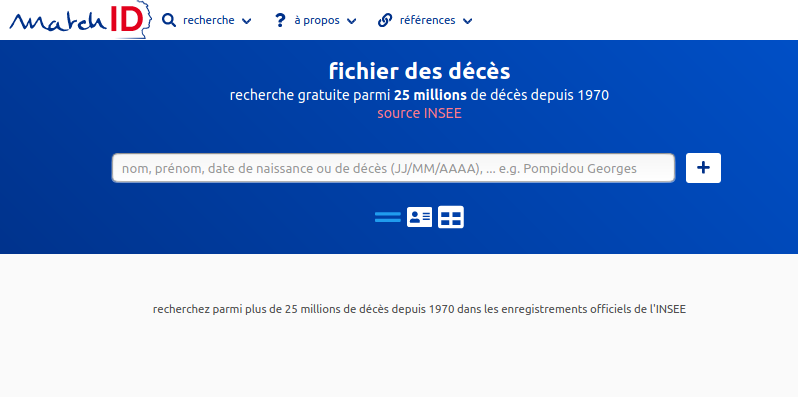 matchID
recherche
? à propos
références
fichier des décès
recherche gratuite parmi 25 millions de décès depuis 1970
source INSEE
nom, prénom, date de naissance ou de décès (JJ/MM/AAAA), ... e.g. Pompidou Georges
+
recherchez parmi plus de 25 millions de décès depuis 1970 dans les enregistrements officiels de l'INSEE